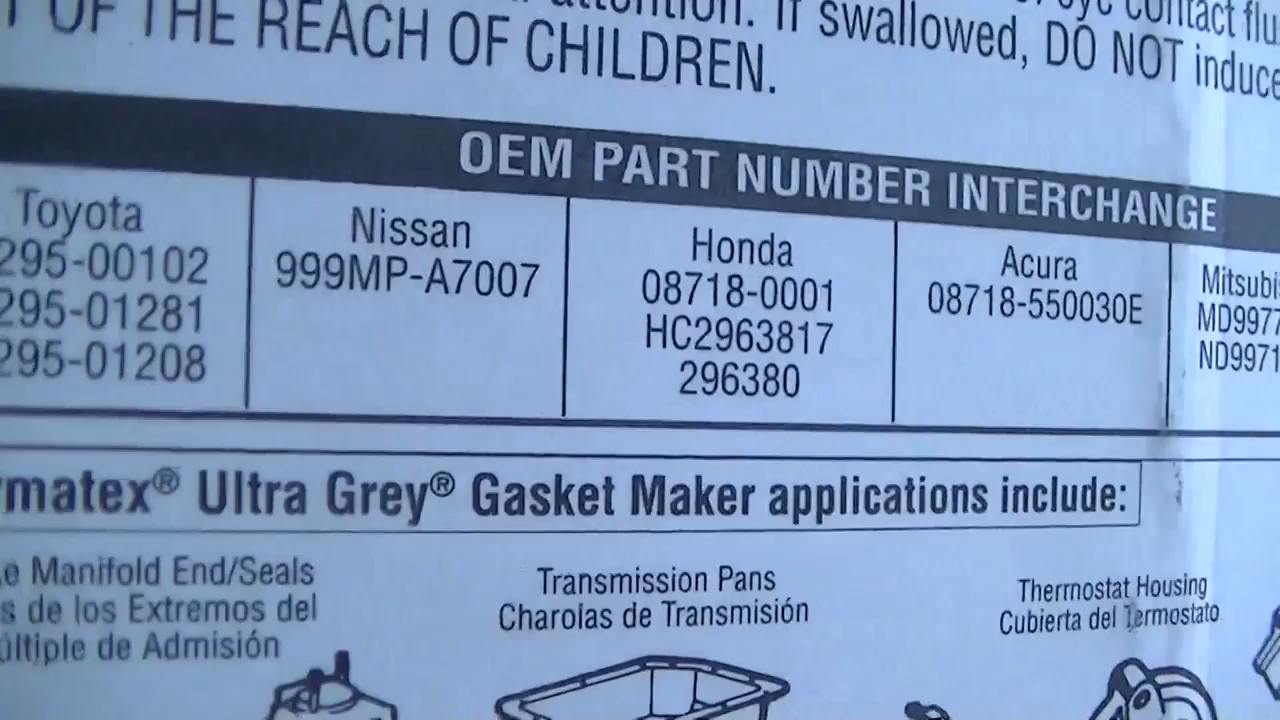 OF THE REACH OF CHILDREN.
attention. If swallowed, DO NOT induce
contact
OEM PART NUMBER INTERCHANGE
Toyota
295-00102
295-01281
295-01208
Nissan
999MP-A7007
Honda
08718-0001
HC2963817
296380
Acura
08718-550030E
Mitsubi
MD9977
ND9971
rmatex® Ultra Grey® Gasket Maker applications include:
e Manifold End/Seals
s de los Extremos del
últiple de Admisión
Transmission Pans
Charolas de Transmisión
Therrnostat Housing
Cubierta del Termostato